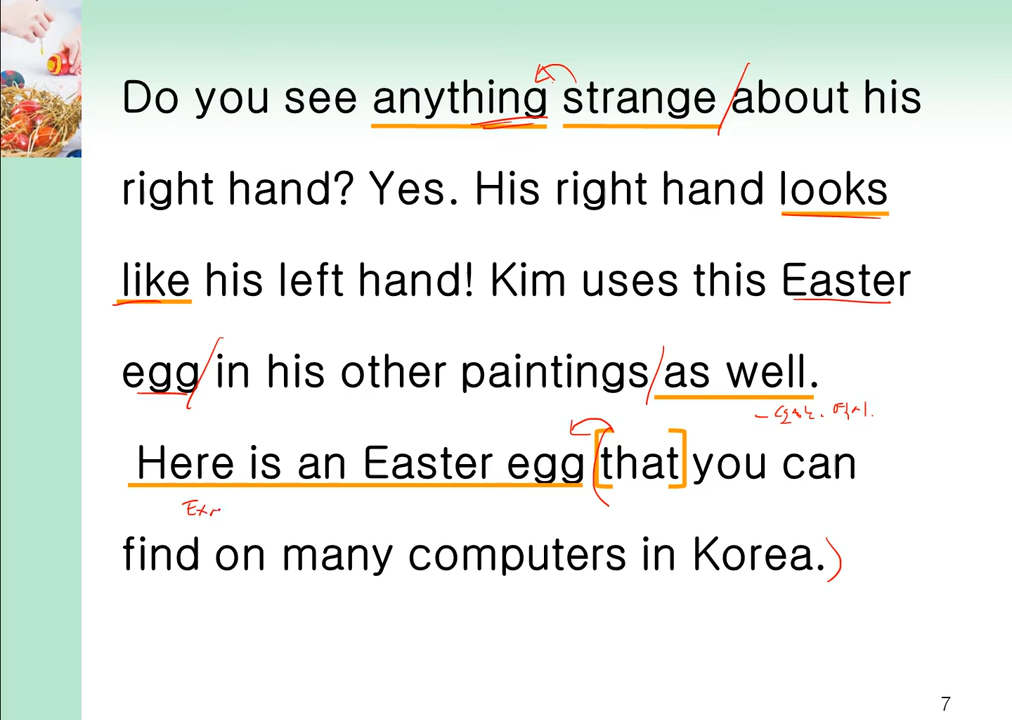 Do you see anything strange about his
right hand? Yes. His right hand looks
like his left hand! Kim uses this Easter
egg in his other paintings as well.
역시.
Here is an Easter egg that you can
find on many computers in Korea.
7